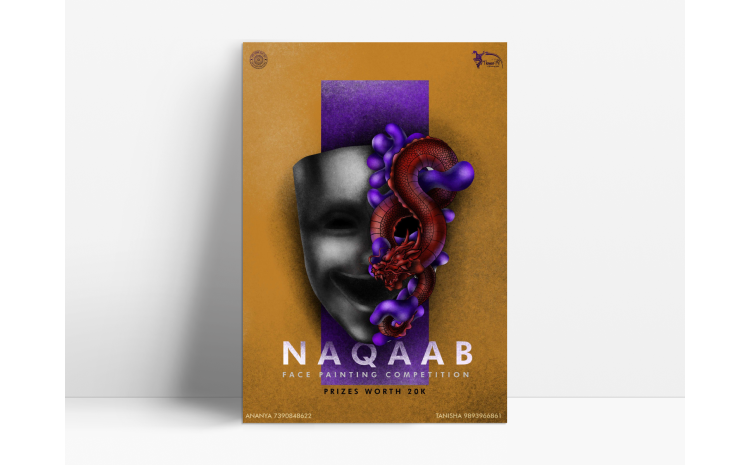 NAQAAB
FACE PAINTING COMPETITION
PRIZES WORTH 20K
ANANYA 7390848622
TANISHA 9893966861